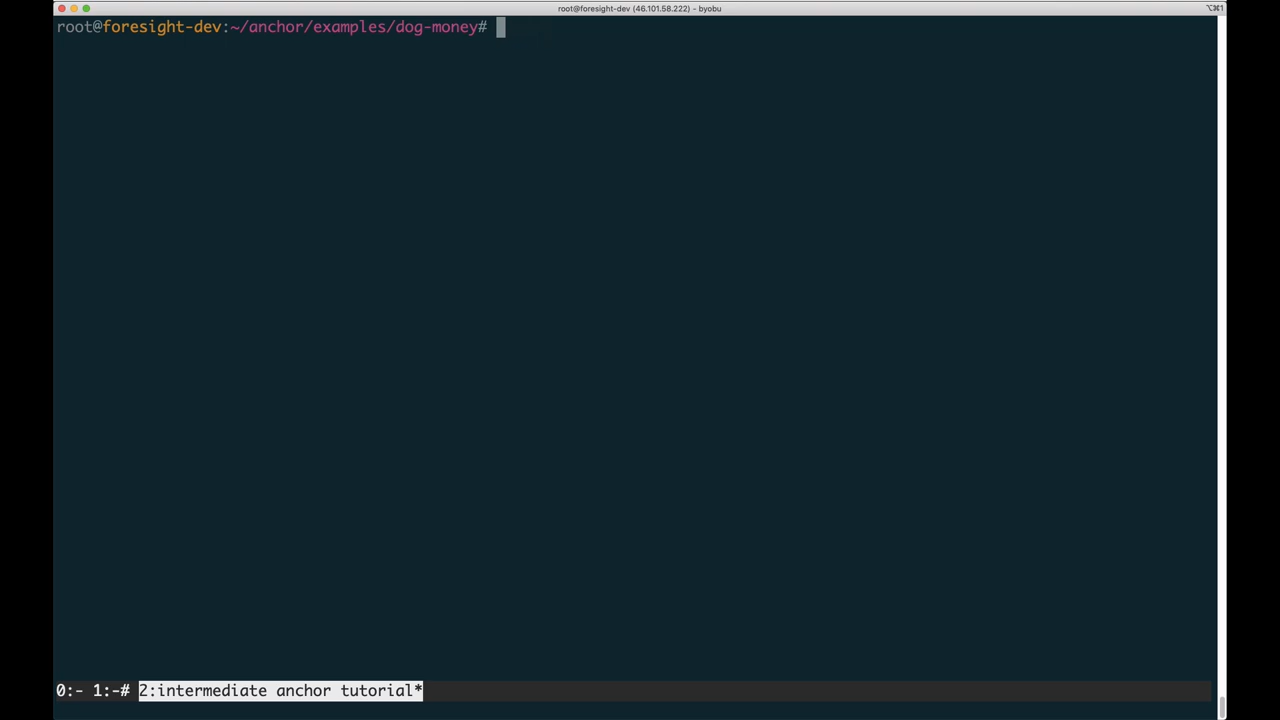 root@foresight-dev (46.101.58.222) - byobu
⌥⌘1
root@foresight-dev:~/anchor/examples/dog-money#
0:- 1:-# 2:intermediate anchor tutorial*